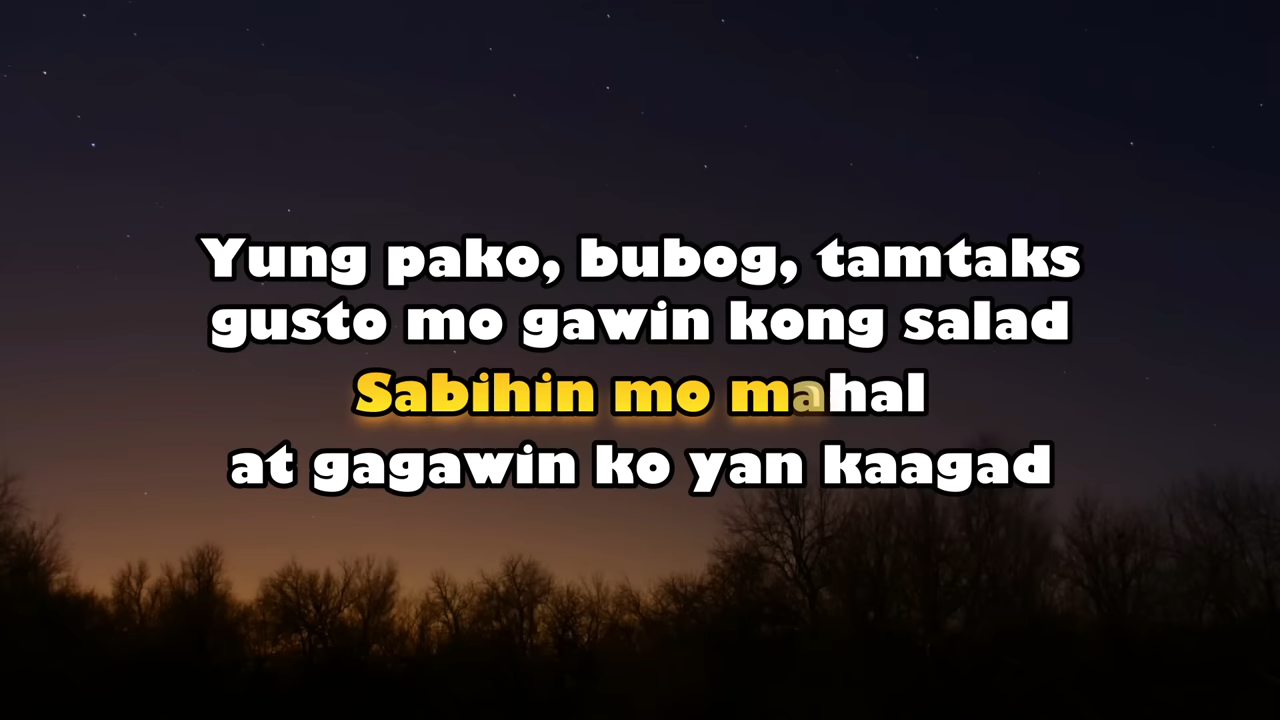 Yung pako, bubog, tamtaks
gusto mo gawin kong salad
Sabihin mo mahal
at gagawin ko yan kaagad